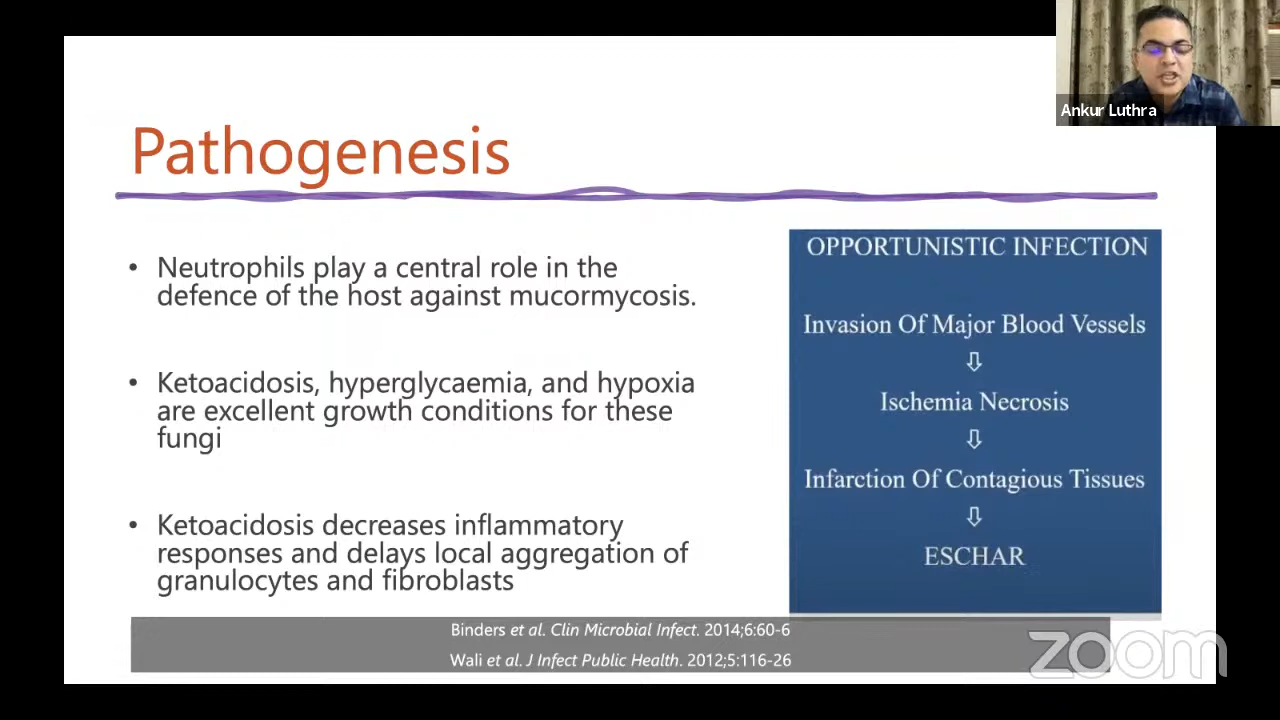 Ankur Luthra
Pathogenesis
• Neutrophils play a central role in the
defence of the host against mucormycosis.
• Ketoacidosis, hyperglycaemia, and hypoxia
are excellent growth conditions for these
fungi
• Ketoacidosis decreases inflammatory
responses and delays local aggregation of
granulocytes and fibroblasts
OPPORTUNISTIC INFECTION
Invasion Of Major Blood Vessels
⇩
Ischemia Necrosis
⇩
Infarction Of Contagious Tissues
⇩
ESCHAR
Binders et al. Clin Microbial Infect. 2014;6:60-6
Wali et al. J Infect Public Health. 2012;5:116-26
zoom